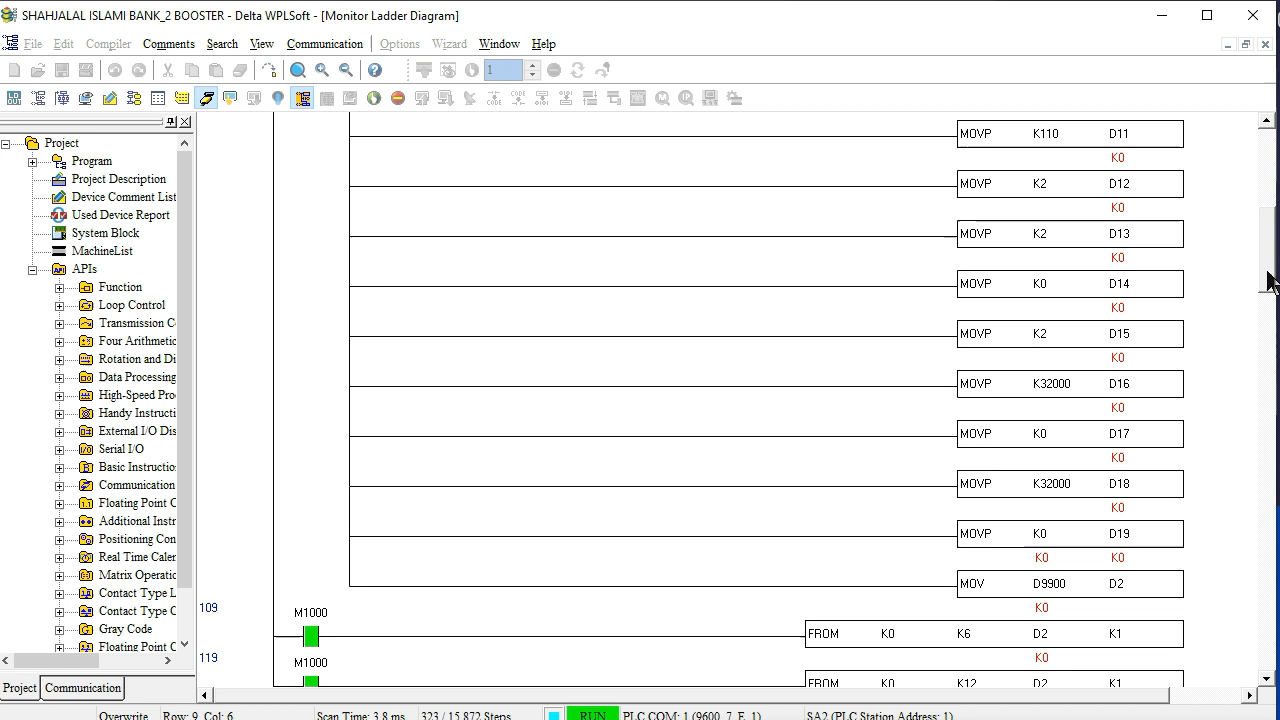 SHAHJALAL ISLAMI BANK_2 BOOSTER - Delta WPLSoft - [Monitor Ladder Diagram]
File Edit Compiler Comments Search View Communication Options Wizard Window Help
1
Project
Program
Project Description
Device Comment List
Used Device Report
System Block
MachineList
APIs
Function
Loop Control
Transmission C
Four Arithmetic
Rotation and Di
Data Processing
High-Speed Pro
Handy Instructi
External I/O Dis
Serial I/O
Basic Instructio
Communication
Floating Point C
Additional Instr
Positioning Con
Real Time Caler
Matrix Operatic
Contact Type L
Contact Type C
Gray Code
Floating Point C
Project Communication
MOVP K110 D11
K0
MOVP K2 D12
K0
MOVP K2 D13
K0
MOVP K0 D14
K0
MOVP K2 D15
K0
MOVP K32000 D16
K0
MOVP K0 D17
K0
MOVP K32000 D18
K0
MOVP K0 D19
K0 K0
MOV D9900 D2
109 M1000 K0
FROM K0 K6 D2 K1
119 M1000 K0
FROM K0 K12 D2 K1
Overwrite Row: 9, Col: 6 Scan Time: 3.8 ms 323 / 15,872 Steps RUN PLC COM: 1 (9600, 7, E, 1) SA2 (PLC Station Address: 1)